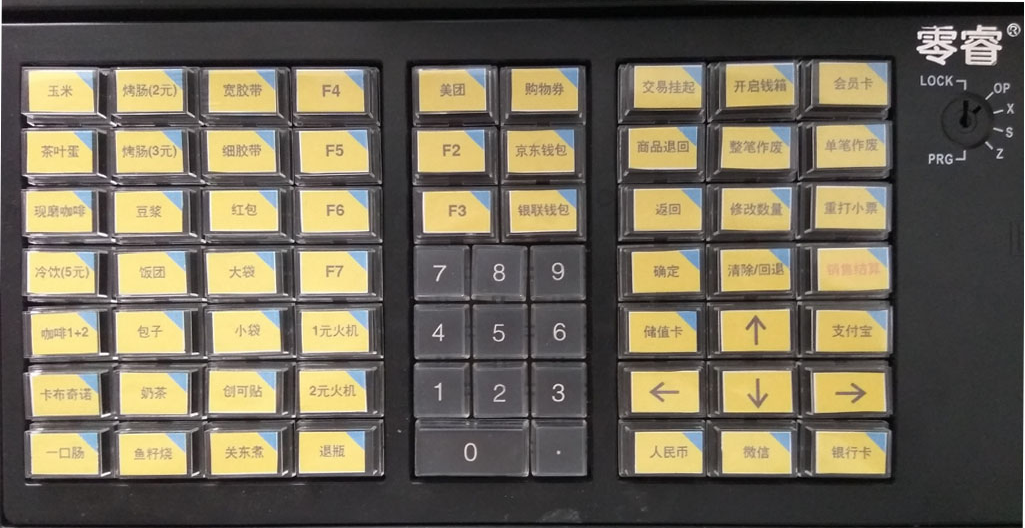 零睿®
LOCK OP
X
S
PRG Z
玉米 烤肠(2元) 宽胶带 F4 美团 购物券 交易挂起 开启钱箱 会员卡
茶叶蛋 烤肠(3元) 细胶带 F5 F2 京东钱包 商品退回 整笔作废 单笔作废
现磨咖啡 豆浆 红包 F6 F3 银联钱包 返回 修改数量 重打小票
冷饮(5元) 饭团 大袋 F7 7 8 9 确定 清除/回退 销售结算
咖啡1+2 包子 小袋 1元火机 4 5 6 储值卡 ↑ 支付宝
卡布奇诺 奶茶 创可贴 2元火机 1 2 3 ← ↓ →
一口肠 鱼籽烧 关东煮 退瓶 0 . 人民币 微信 银行卡